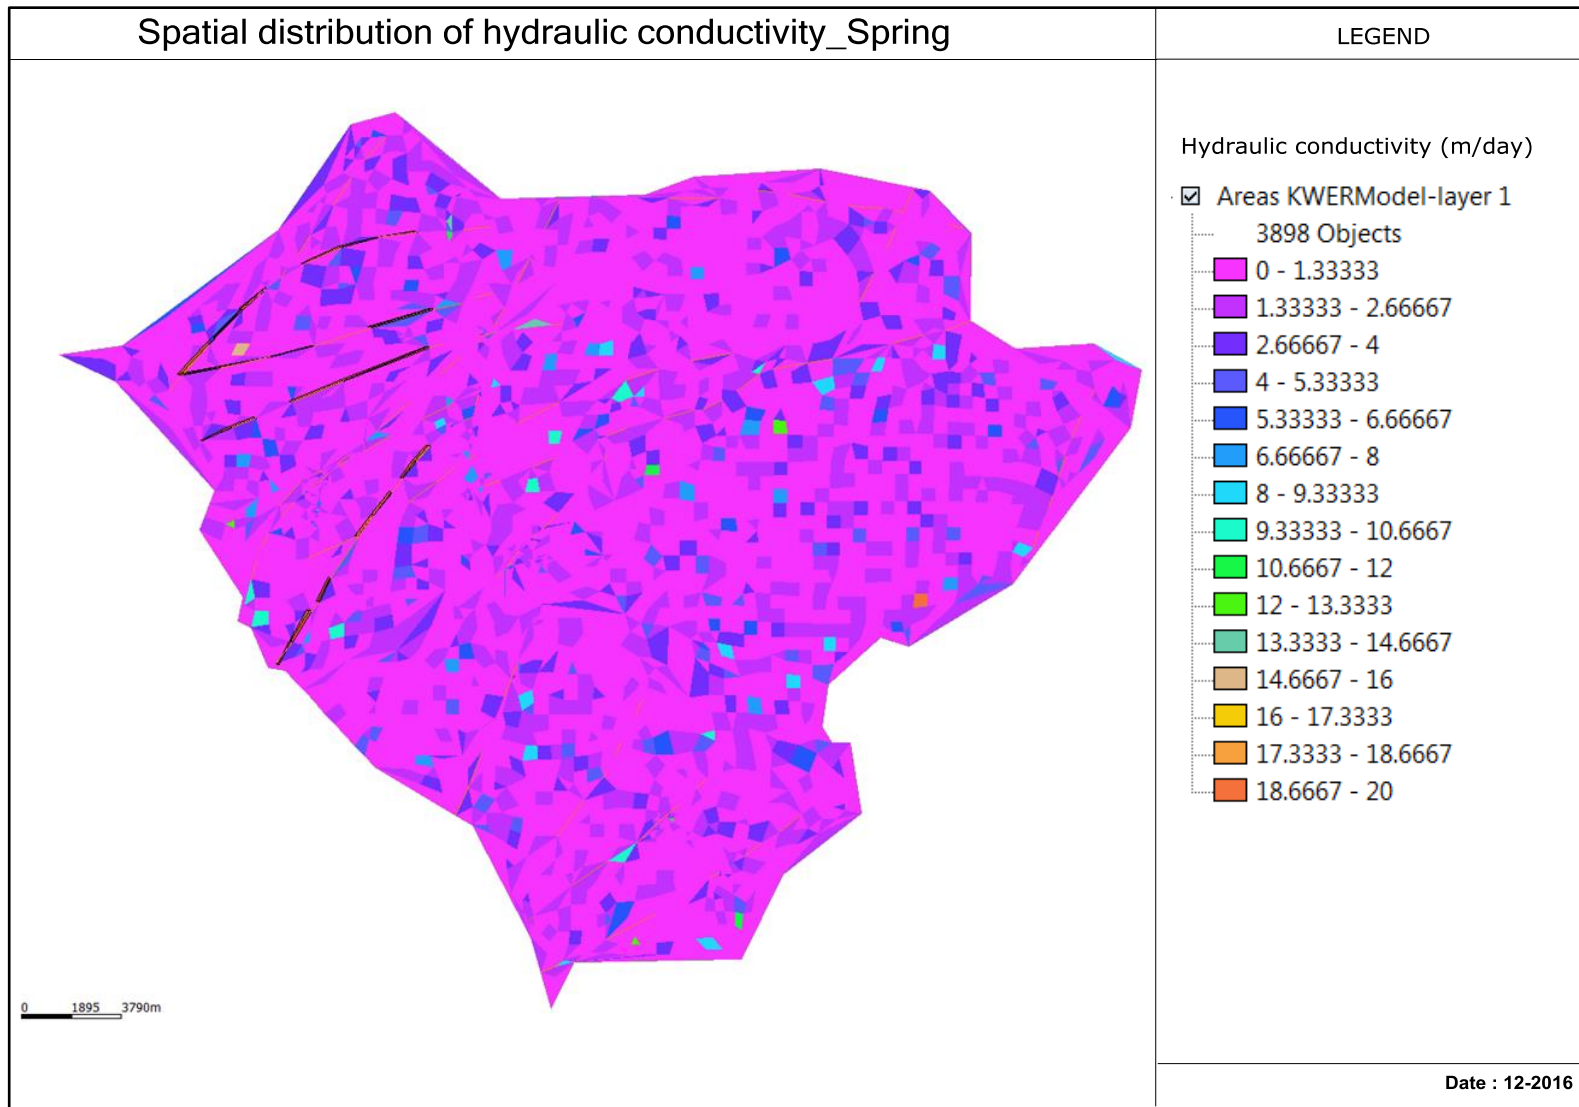 Spatial distribution of hydraulic conductivity_Spring
LEGEND
Hydraulic conductivity (m/day)
Areas KWERModel-layer 1
3898 Objects
0 - 1.33333
1.33333 - 2.66667
2.66667 - 4
4 - 5.33333
5.33333 - 6.66667
6.66667 - 8
8 - 9.33333
9.33333 - 10.6667
10.6667 - 12
12 - 13.3333
13.3333 - 14.6667
14.6667 - 16
16 - 17.3333
17.3333 - 18.6667
18.6667 - 20
0 1895 3790m
Date : 12-2016